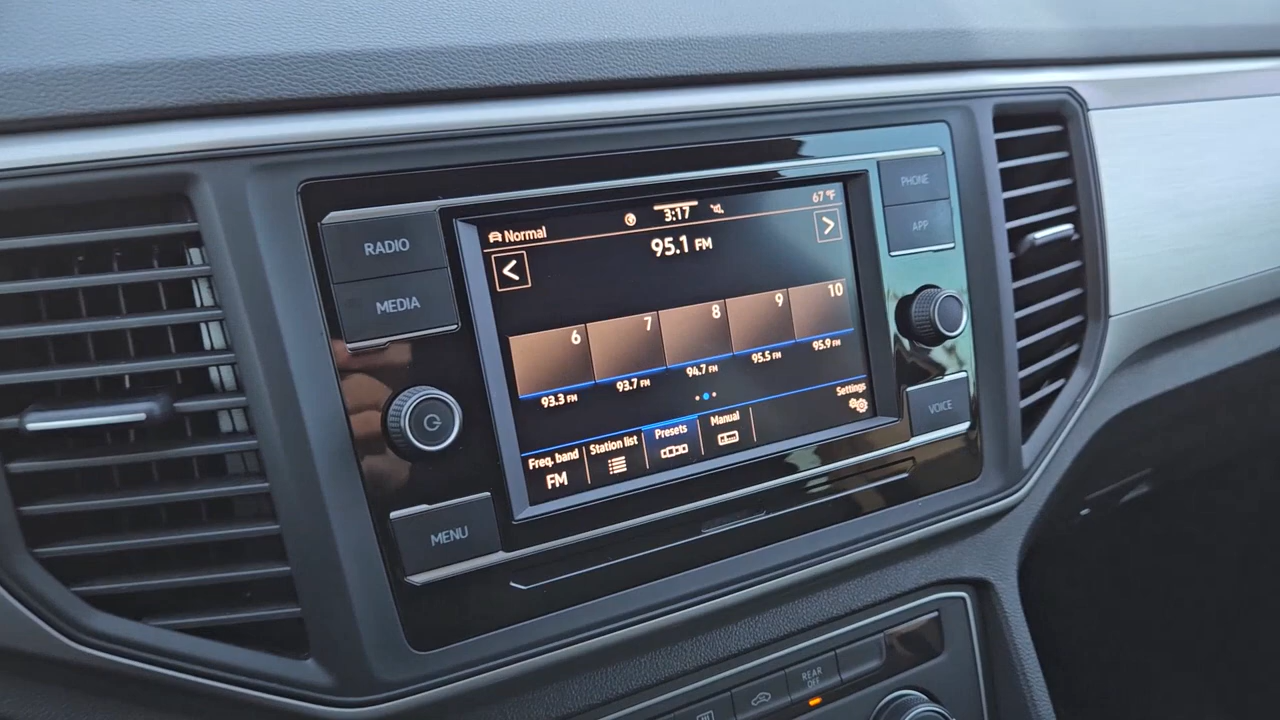 RADIO
MEDIA
MENU
Normal
3:17
67 °F
95.1 FM
<
>
6 7 8 9 10
93.3 FM 93.7 FM 94.7 FM 95.5 FM 95.9 FM
Freq. band
FM
Station list
Presets
Manual
Settings
PHONE
APP
VOICE
REAR
OFF